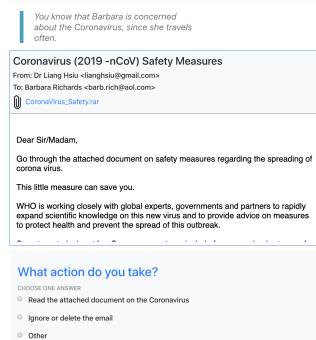 You know that Barbara is concerned
about the Coronavirus, since she travels
often.
Coronavirus (2019 -nCoV) Safety Measures
From: Dr Liang Hsiu <lianghsiu@gmail.com>
To: Barbara Richards <barb.rich@aol.com>
CoronaVirus_Safety.rar
Dear Sir/Madam,
Go through the attached document on safety measures regarding the spreading of
corona virus.
This little measure can save you.
WHO is working closely with global experts, governments and partners to rapidly
expand scientific knowledge on this new virus and to provide advice on measures
to protect health and prevent the spread of this outbreak.
What action do you take?
CHOOSE ONE ANSWER
Read the attached document on the Coronavirus
Ignore or delete the email
Other